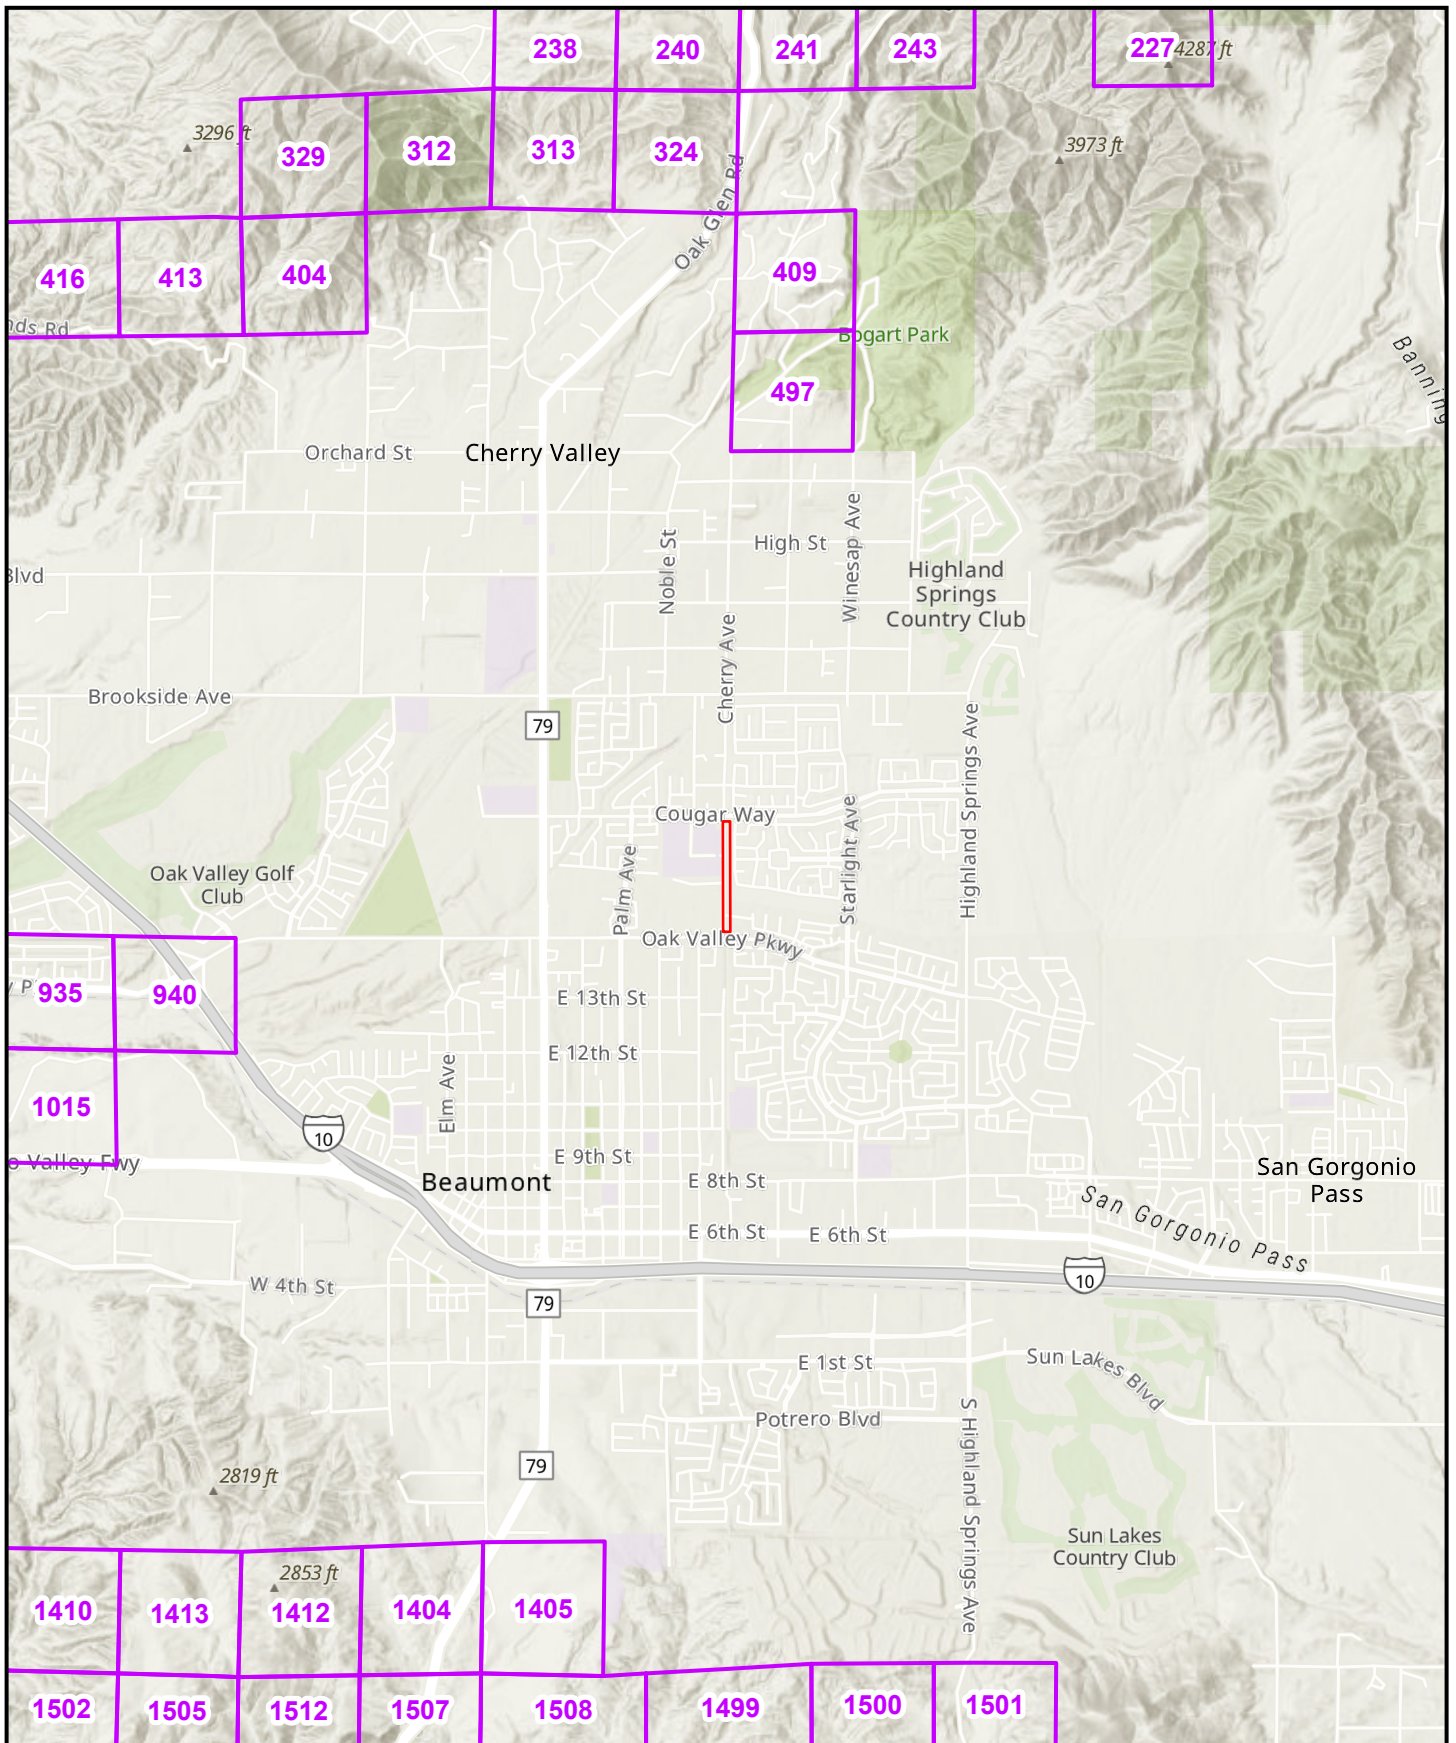 238
240
241
243
227
4287 ft
3296 ft
329
312
313
324
3973 ft
Oak Glen Rd
416
413
404
409
nds Rd
Bogart Park
Banning
497
Orchard St
Cherry Valley
Noble St
High St
Winesap Ave
Blvd
Highland
Springs
Country Club
Cherry Ave
Brookside Ave
79
Highland Springs Ave
Cougar Way
Starlight Ave
Palm Ave
Oak Valley Golf
Club
Oak Valley Pkwy
y P
935
940
E 13th St
E 12th St
Elm Ave
1015
10
o Valley Fwy
E 9th St
Beaumont
E 8th St
San Gorgonio
Pass
San Gorgonio Pass
E 6th St
E 6th St
10
W 4th St
79
E 1st St
Sun Lakes Blvd
Potrero Blvd
S Highland Springs Ave
79
2819 ft
Sun Lakes
Country Club
2853 ft
1410
1413
1412
1404
1405
1502
1505
1512
1507
1508
1499
1500
1501